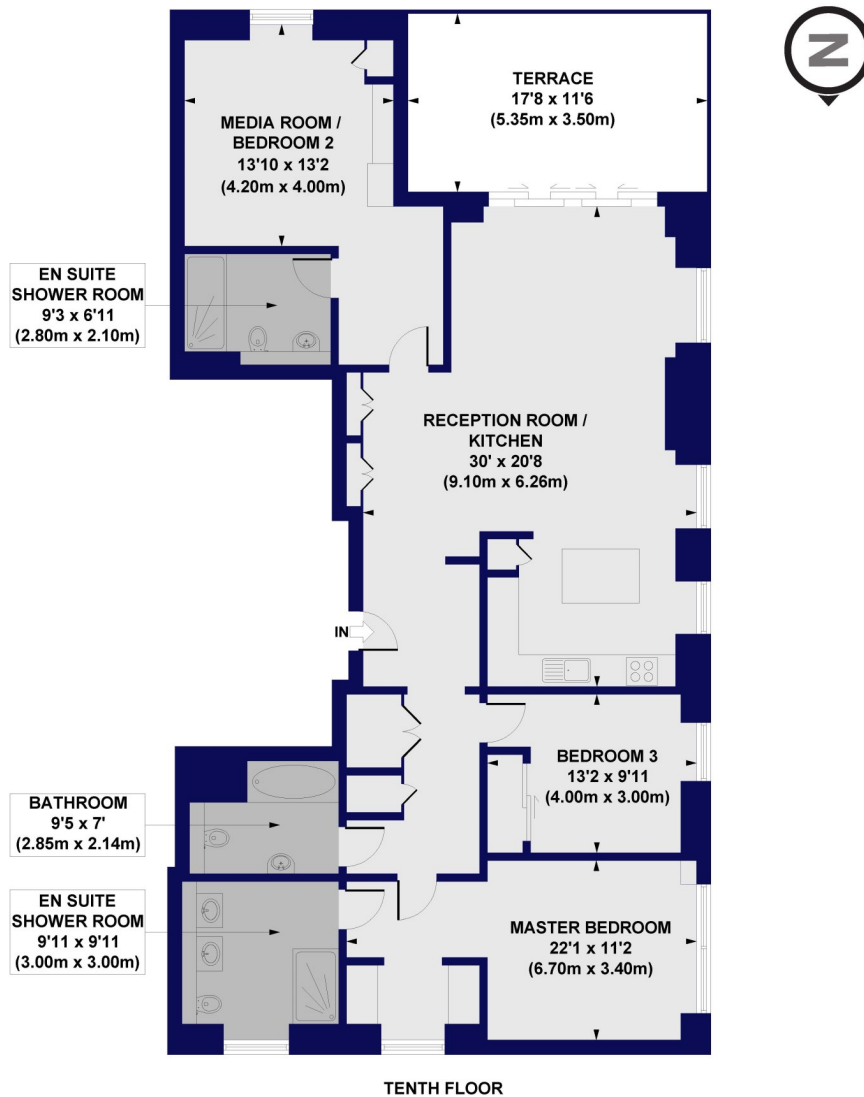 N
TERRACE
17'8 x 11'6
(5.35m x 3.50m)
MEDIA ROOM /
BEDROOM 2
13'10 x 13'2
(4.20m x 4.00m)
EN SUITE
SHOWER ROOM
9'3 x 6'11
(2.80m x 2.10m)
RECEPTION ROOM /
KITCHEN
30' x 20'8
(9.10m x 6.26m)
IN
BEDROOM 3
13'2 x 9'11
(4.00m x 3.00m)
BATHROOM
9'5 x 7'
(2.85m x 2.14m)
EN SUITE
SHOWER ROOM
9'11 x 9'11
(3.00m x 3.00m)
MASTER BEDROOM
22'1 x 11'2
(6.70m x 3.40m)
TENTH FLOOR